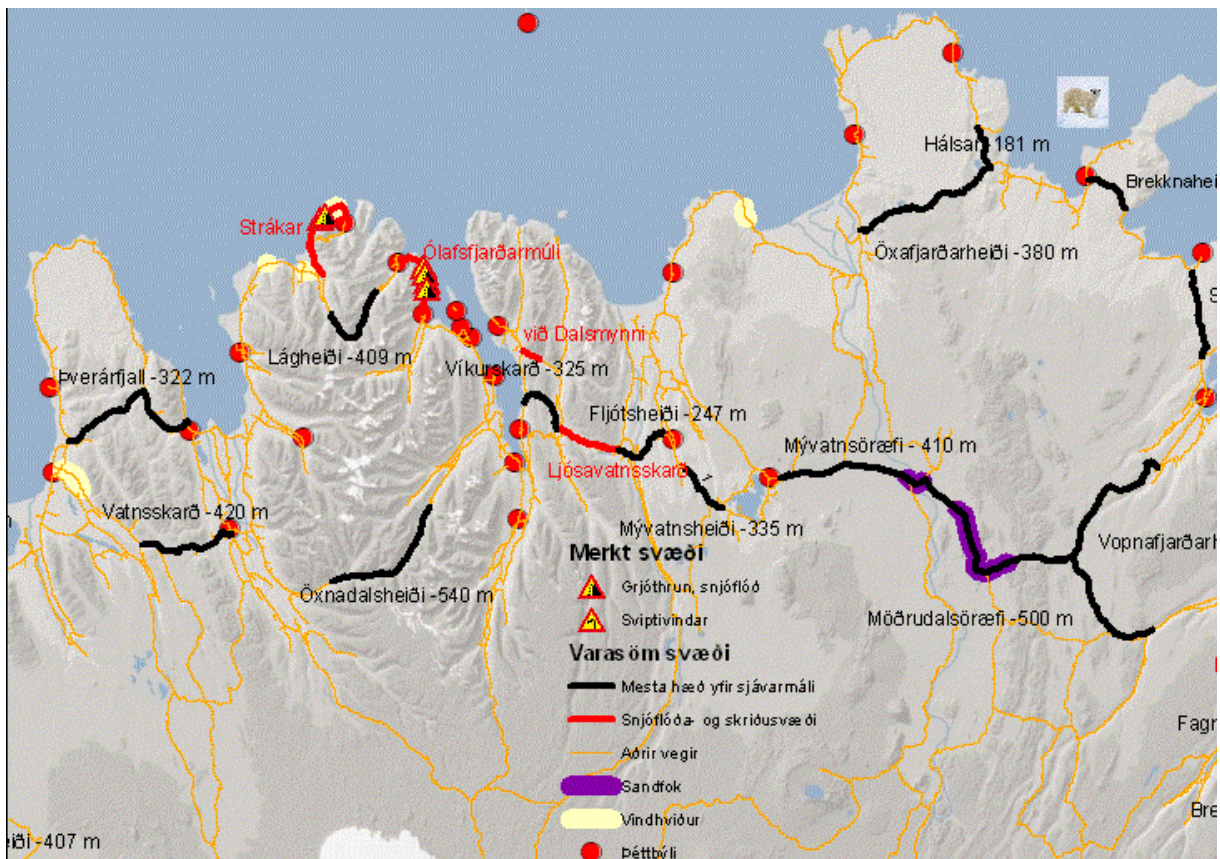 Hálsar -181 m
Brekknahei
Strákar
Ólafsfjarðarmúli
Öxafjarðarheiði -380 m
S
við Dalsmynni
Lágheiði -409 m
Víkurskarð -325 m
Þverárfjall -322 m
Fljótsheiði -247 m
Mývatnsöræfi - 410 m
Ljósavatnsskarð
Vatnsskarð -420 m
Mývatnsheiði -335 m
Vopnafjarðarh
Öxnadalsheiði -540 m
Möðrudalsöræfi -500 m
Merkt svæði
Grjóthrun, snjóflóð
Sviptivindar
Varasöm svæði
Mesta hæð yfir sjávarmáli
Snjóflóða- og skriðusvæði
Aðrir vegir
Sandfok
Vindhviður
Þéttbýli
Fagr
Bre
eiði -407 m